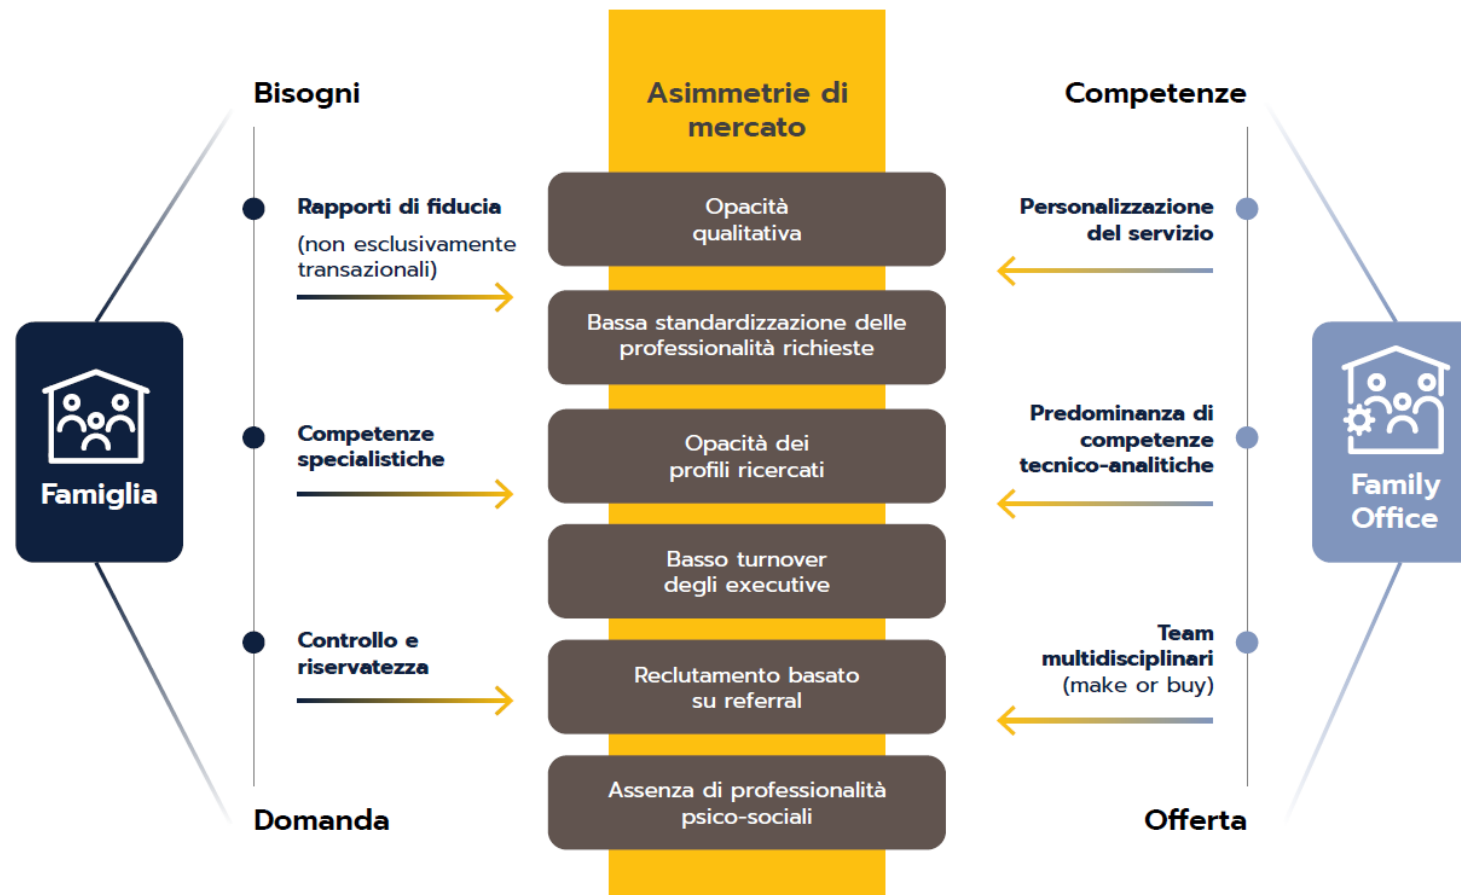 Bisogni
Rapporti di fiducia
(non esclusivamente
transazionali)
Competenze
specialistiche
Controllo e
riservatezza
Domanda
Famiglia
Asimmetrie di
mercato
Opacità
qualitativa
Bassa standardizzazione delle
professionalità richieste
Opacità dei
profili ricercati
Basso turnover
degli executive
Reclutamento basato
su referral
Assenza di professionalità
psico-sociali
Competenze
Personalizzazione
del servizio
Predominanza di
competenze
tecnico-analitiche
Team
multidisciplinari
(make or buy)
Offerta
Family
Office